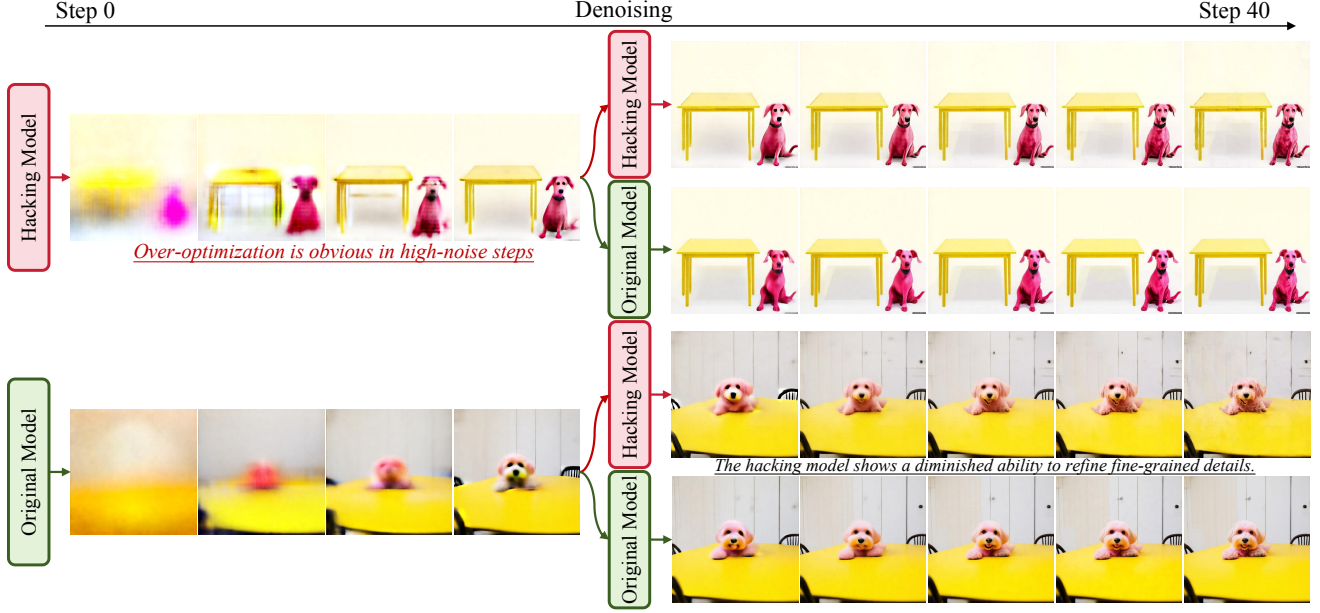 Step 0
Denoising
Step 40
Hacking Model
Hacking Model
Over-optimization is obvious in high-noise steps
Original Model
Original Model
Hacking Model
The hacking model shows a diminished ability to refine fine-grained details.
Original Model